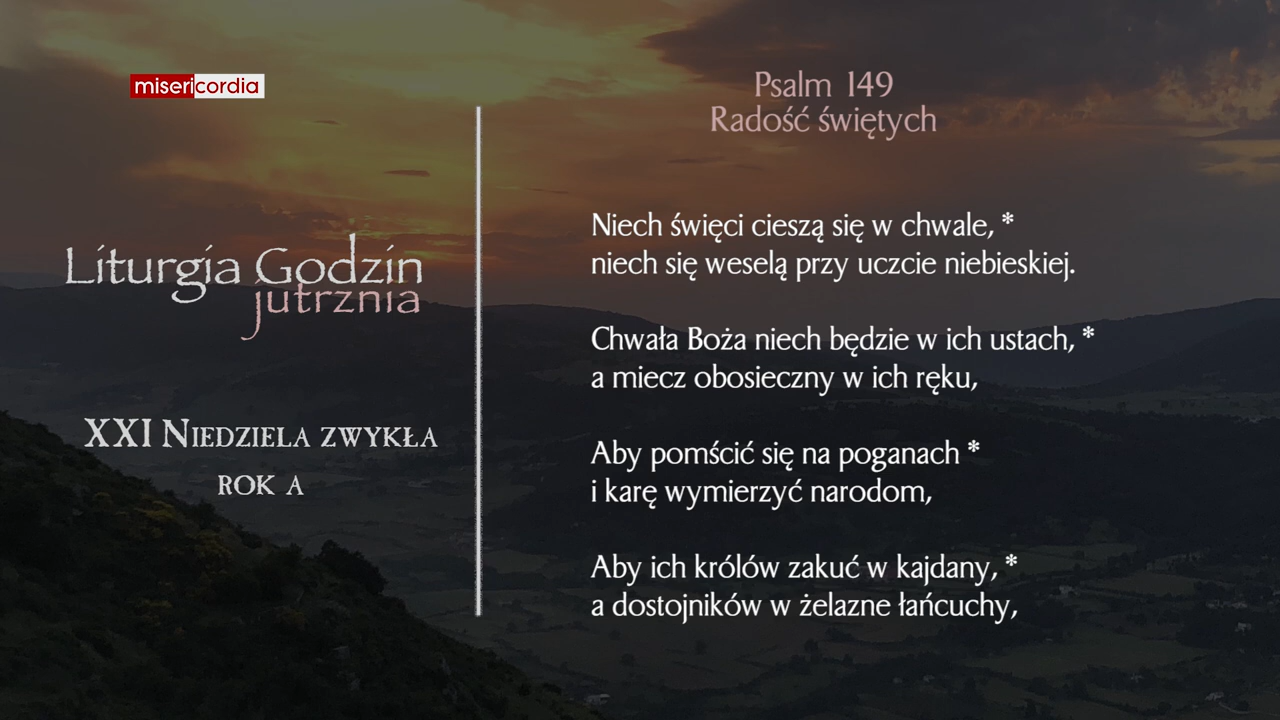 misericordia
Liturgia Godzin
jutrznia
XXI Niedziela zwykła
rok A
Psalm 149
Radość świętych
Niech święci cieszą się w chwale, *
niech się weselą przy uczcie niebieskiej.
Chwała Boża niech będzie w ich ustach, *
a miecz obosieczny w ich ręku,
Aby pomścić się na poganach *
i karę wymierzyć narodom,
Aby ich królów zakuć w kajdany, *
a dostojników w żelazne łańcuchy,